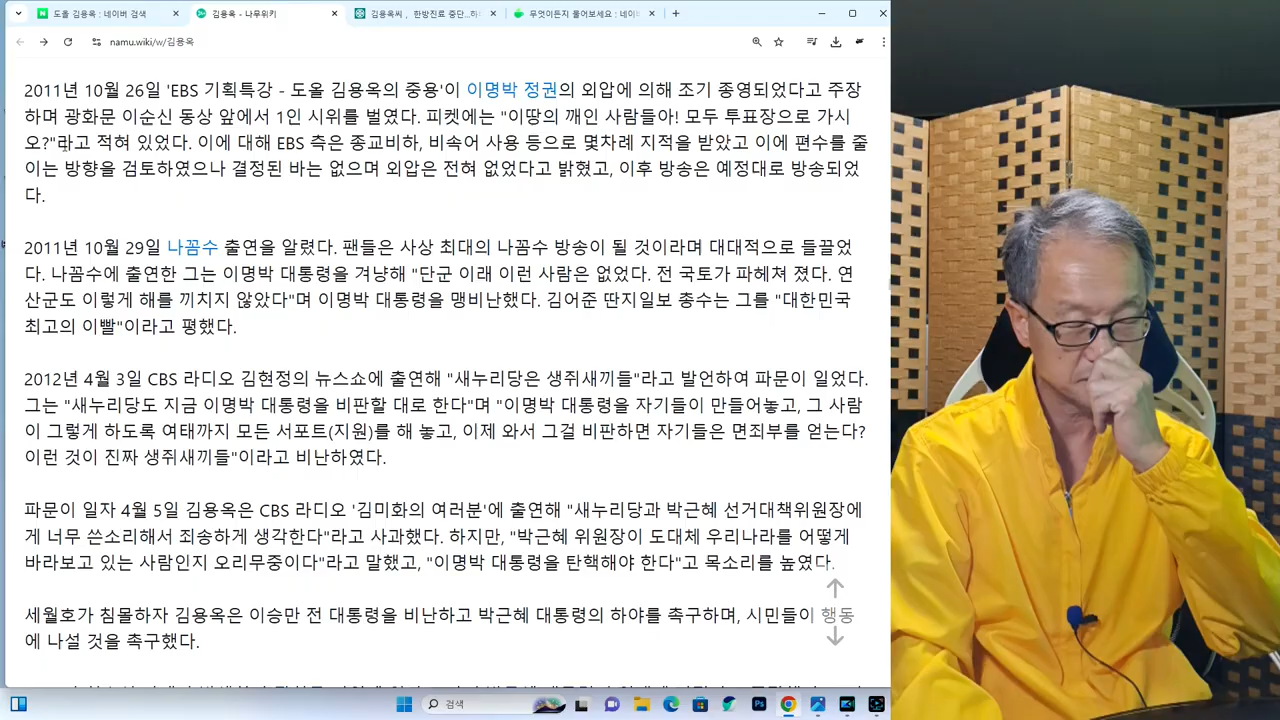 도올 김용옥 : 네이버 검색
김용옥 - 나무위키
김용옥씨 , 한방진료 중단...하
무엇이든지 물어보세요 : 네이버
namu.wiki/w/김용옥
2011년 10월 26일 'EBS 기획특강 - 도올 김용옥의 중용'이 이명박 정권의 외압에 의해 조기 종영되었다고 주장
하며 광화문 이순신 동상 앞에서 1인 시위를 벌였다. 피켓에는 "이땅의 깨인 사람들아! 모두 투표장으로 가시
오?"라고 적혀 있었다. 이에 대해 EBS 측은 종교비하, 비속어 사용 등으로 몇차례 지적을 받았고 이에 편수를 줄
이는 방향을 검토하였으나 결정된 바는 없으며 외압은 전혀 없었다고 밝혔고, 이후 방송은 예정대로 방송되었
다.
2011년 10월 29일 나꼼수 출연을 알렸다. 팬들은 사상 최대의 나꼼수 방송이 될 것이라며 대대적으로 들끌었
다. 나꼼수에 출연한 그는 이명박 대통령을 겨냥해 "단군 이래 이런 사람은 없었다. 전 국토가 파헤쳐 졌다. 연
산군도 이렇게 해를 끼치지 않았다"며 이명박 대통령을 맹비난했다. 김어준 딴지일보 총수는 그를 "대한민국
최고의 이빨"이라고 평했다.
2012년 4월 3일 CBS 라디오 김현정의 뉴스쇼에 출연해 "새누리당은 생쥐새끼들"라고 발언하여 파문이 일었다.
그는 "새누리당도 지금 이명박 대통령을 비판할 대로 한다"며 "이명박 대통령을 자기들이 만들어놓고, 그 사람
이 그렇게 하도록 여태까지 모든 서포트(지원)를 해 놓고, 이제 와서 그걸 비판하면 자기들은 면죄부를 얻는다?
이런 것이 진짜 생쥐새끼들"이라고 비난하였다.
파문이 일자 4월 5일 김용옥은 CBS 라디오 '김미화의 여러분'에 출연해 "새누리당과 박근혜 선거대책위원장에
게 너무 쓴소리해서 죄송하게 생각한다"라고 사과했다. 하지만, "박근혜 위원장이 도대체 우리나라를 어떻게
바라보고 있는 사람인지 오리무중이다"라고 말했고, "이명박 대통령을 탄핵해야 한다"고 목소리를 높였다.
세월호가 침몰하자 김용옥은 이승만 전 대통령을 비난하고 박근혜 대통령의 하야를 촉구하며, 시민들이 행동
에 나설 것을 촉구했다.
검색